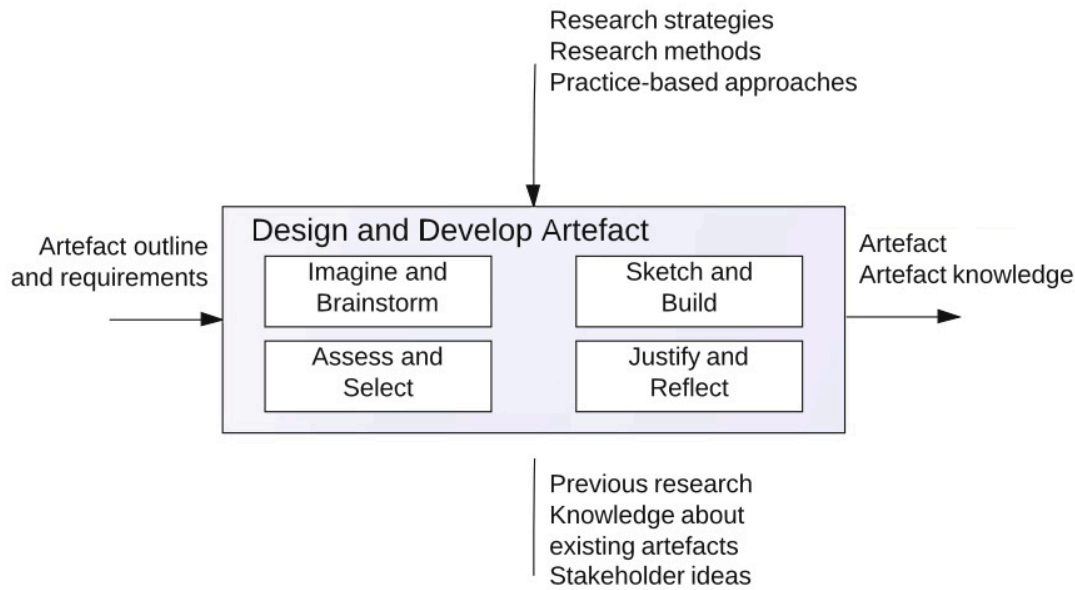 Research strategies
Research methods
Practice-based approaches
Design and Develop Artefact
Artefact outline
and requirements
Imagine and
Brainstorm
Sketch and
Build
Assess and
Select
Justify and
Reflect
Artefact
Artefact knowledge
Previous research
Knowledge about
existing artefacts
Stakeholder ideas